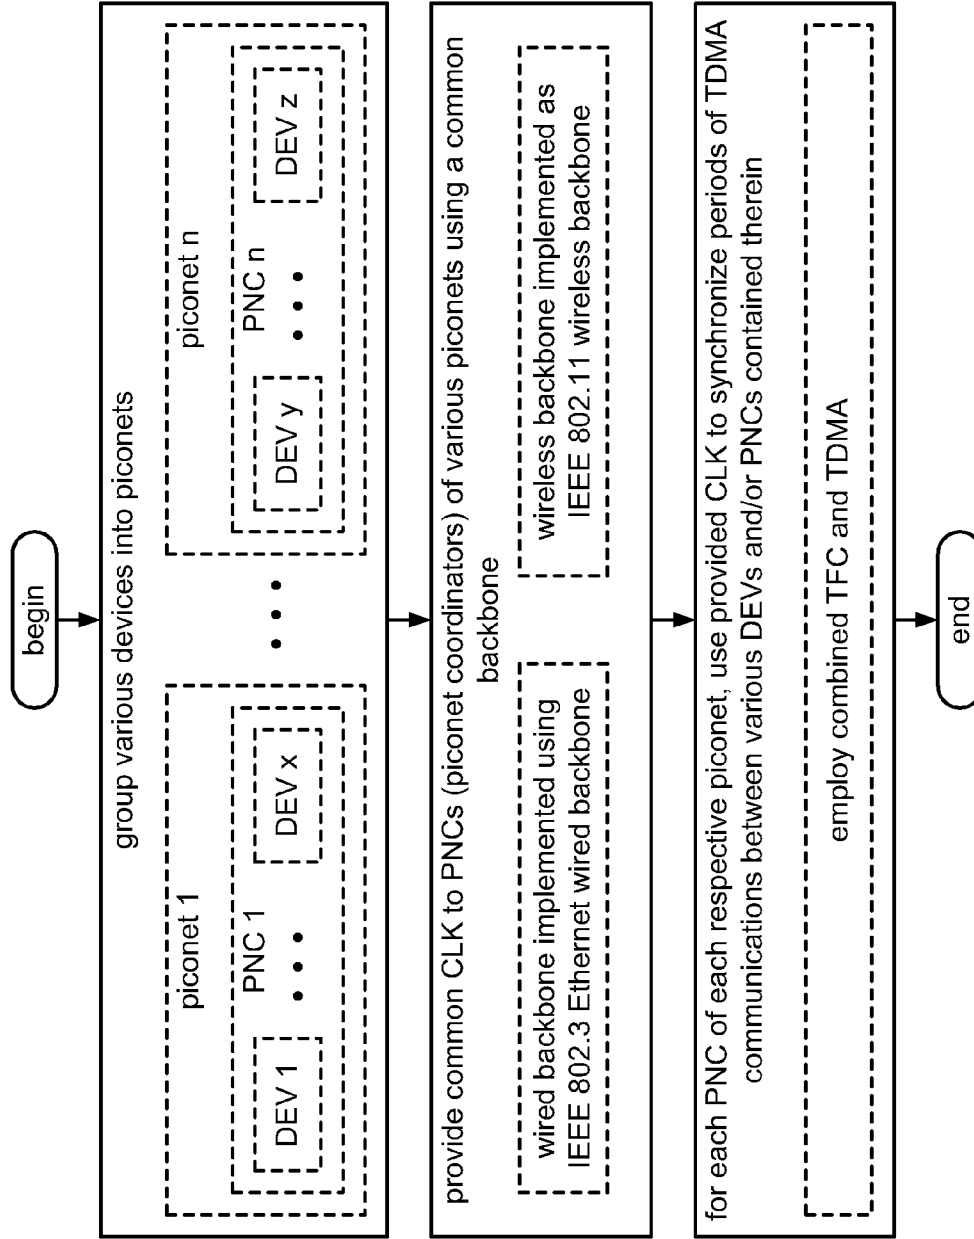 begin
group various devices into piconets
piconet 1
PNC 1
DEV 1
DEV x
piconet n
PNC n
DEV y
DEV z
provide common CLK to PNCs (piconet coordinators) of various piconets using a common
backbone
wired backbone implemented using
IEEE 802.3 Ethernet wired backbone
wireless backbone implemented as
IEEE 802.11 wireless backbone
for each PNC of each respective piconet, use provided CLK to synchronize periods of TDMA
communications between various DEVs and/or PNCs contained therein
employ combined TFC and TDMA
end